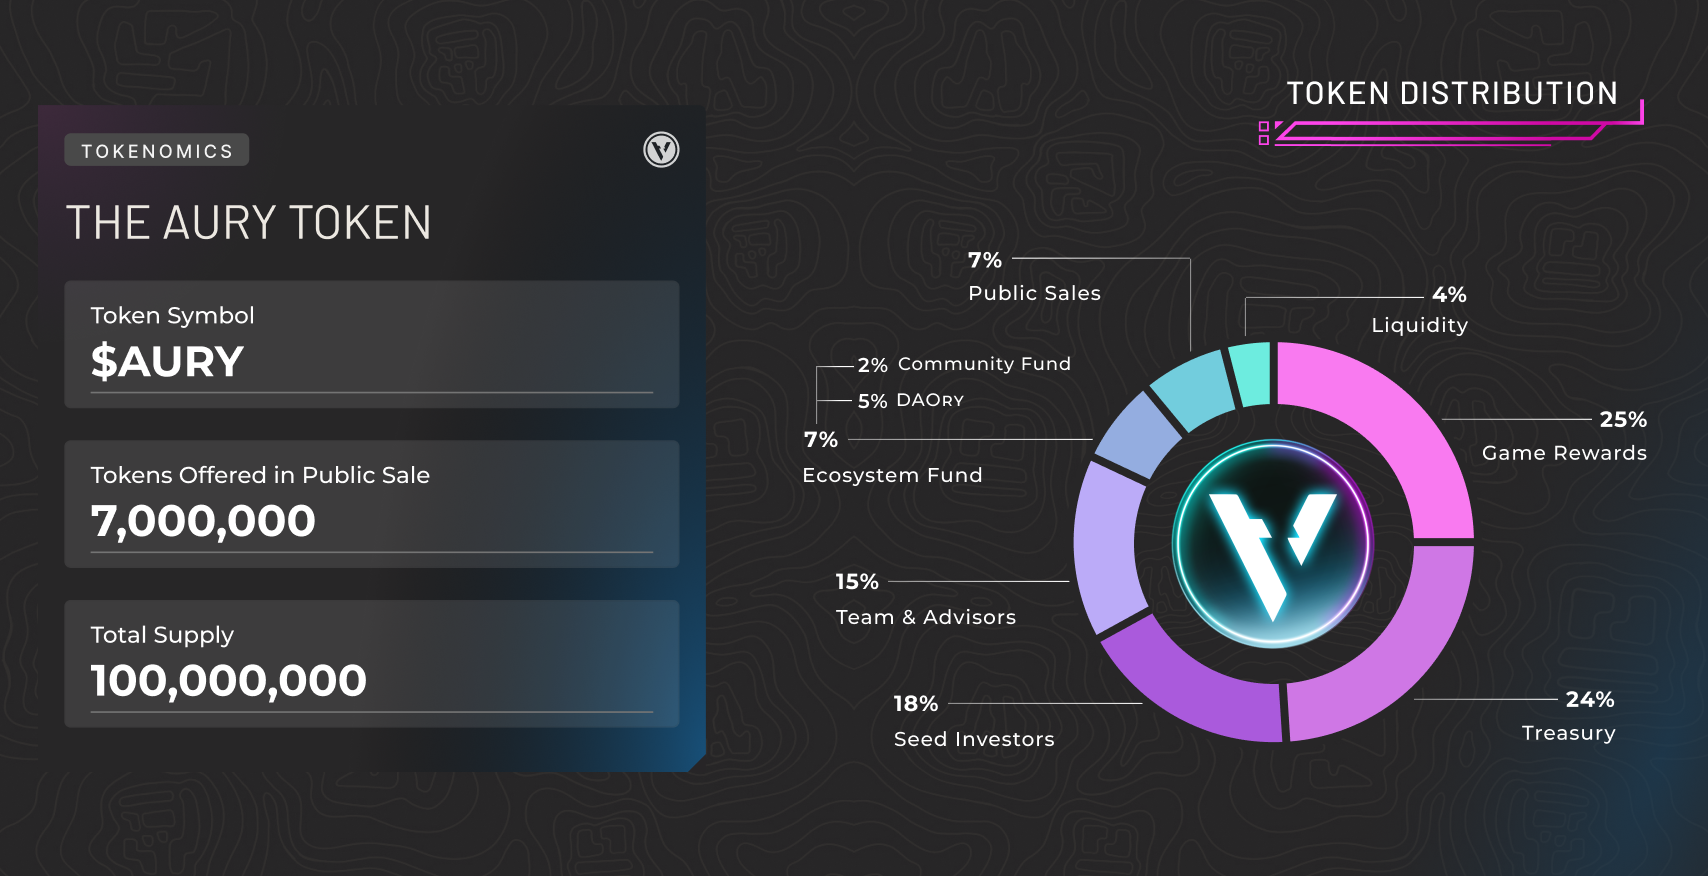 TOKENOMICS
THE AURY TOKEN
Token Symbol
$AURY
Tokens Offered in Public Sale
7,000,000
Total Supply
100,000,000
TOKEN DISTRIBUTION
7%
Public Sales
4%
Liquidity
2% Community Fund
5% DAORY
7%
Ecosystem Fund
25%
Game Rewards
15%
Team & Advisors
18%
Seed Investors
24%
Treasury